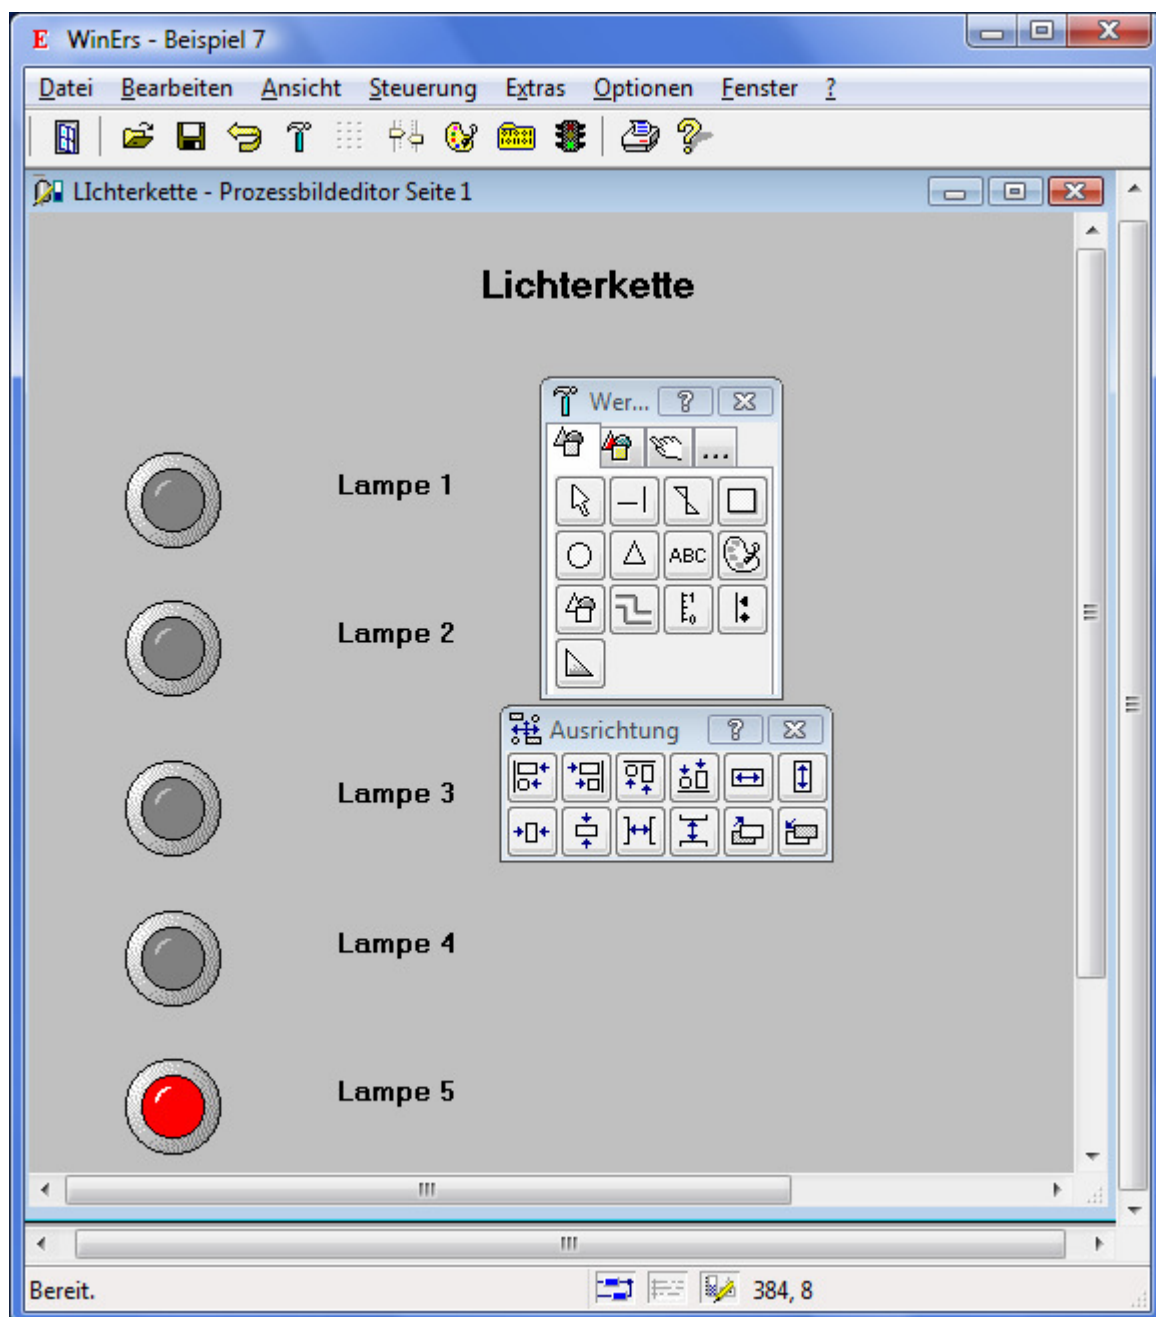 E WinErs - Beispiel 7
Datei Bearbeiten Ansicht Steuerung Extras Optionen Fenster ?
LIchterkette - Prozessbildeditor Seite 1
Lichterkette
Wer...
...
Lampe 1
ABC
Lampe 2
Ausrichtung
Lampe 3
Lampe 4
Lampe 5
Bereit.
384, 8